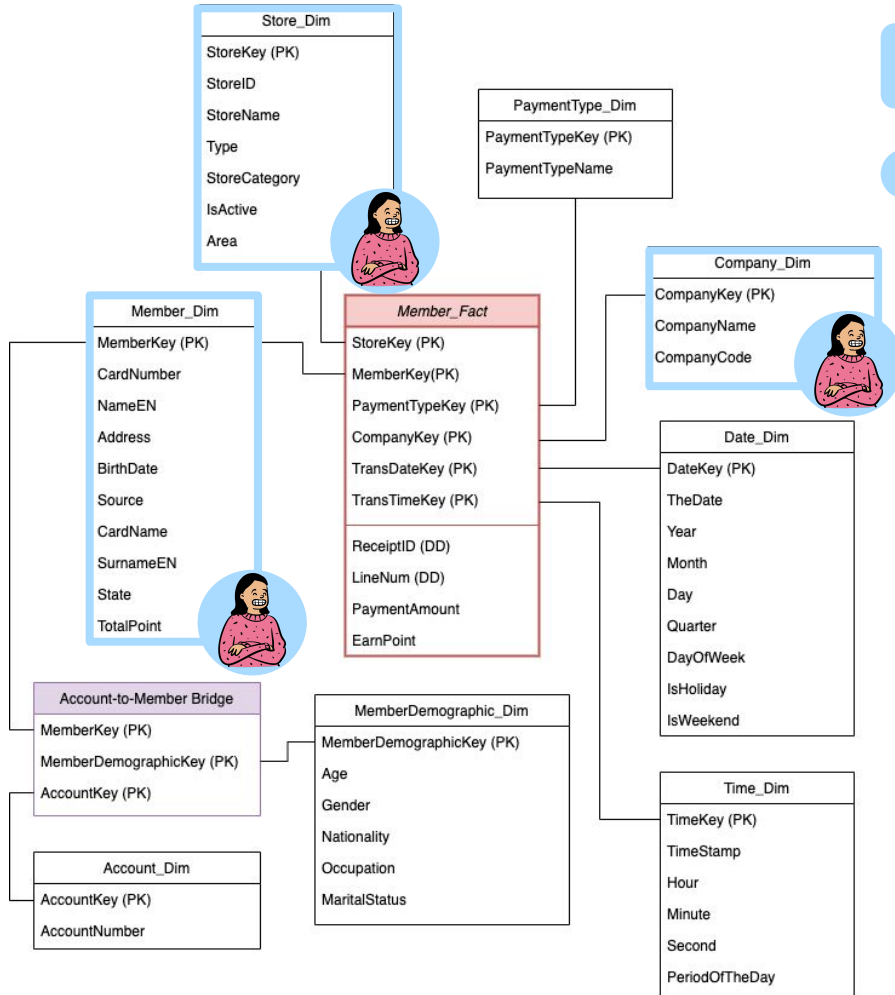 Store_Dim
StoreKey (PK)
StoreID
StoreName
Type
StoreCategory
IsActive
Area
PaymentType_Dim
PaymentTypeKey (PK)
PaymentTypeName
Company_Dim
CompanyKey (PK)
CompanyName
CompanyCode
Member_Dim
MemberKey (PK)
CardNumber
NameEN
Address
BirthDate
Source
CardName
SurnameEN
State
TotalPoint
Member_Fact
StoreKey (PK)
MemberKey(PK)
PaymentTypeKey (PK)
CompanyKey (PK)
TransDateKey (PK)
TransTimeKey (PK)
ReceiptID (DD)
LineNum (DD)
PaymentAmount
EarnPoint
Date_Dim
DateKey (PK)
TheDate
Year
Month
Day
Quarter
DayOfWeek
IsHoliday
IsWeekend
Account-to-Member Bridge
MemberKey (PK)
MemberDemographicKey (PK)
AccountKey (PK)
MemberDemographic_Dim
MemberDemographicKey (PK)
Age
Gender
Nationality
Occupation
MaritalStatus
Account_Dim
AccountKey (PK)
AccountNumber
Time_Dim
TimeKey (PK)
TimeStamp
Hour
Minute
Second
PeriodOfTheDay